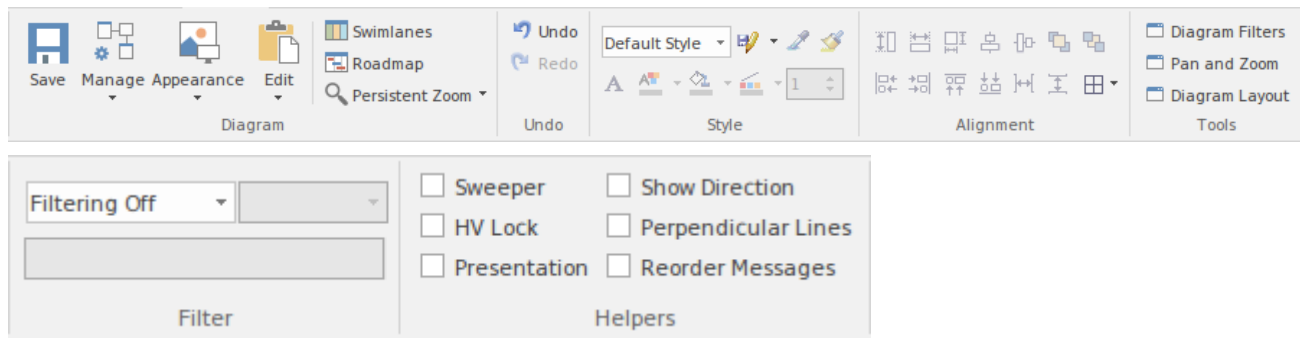 Save
Manage
Appearance
Edit
Swimlanes
Roadmap
Persistent Zoom
Diagram
Undo
Redo
Undo
Default Style
A
A
1
Style
Alignment
Diagram Filters
Pan and Zoom
Diagram Layout
Tools
Filtering Off
Filter
Sweeper
HV Lock
Presentation
Show Direction
Perpendicular Lines
Reorder Messages
Helpers